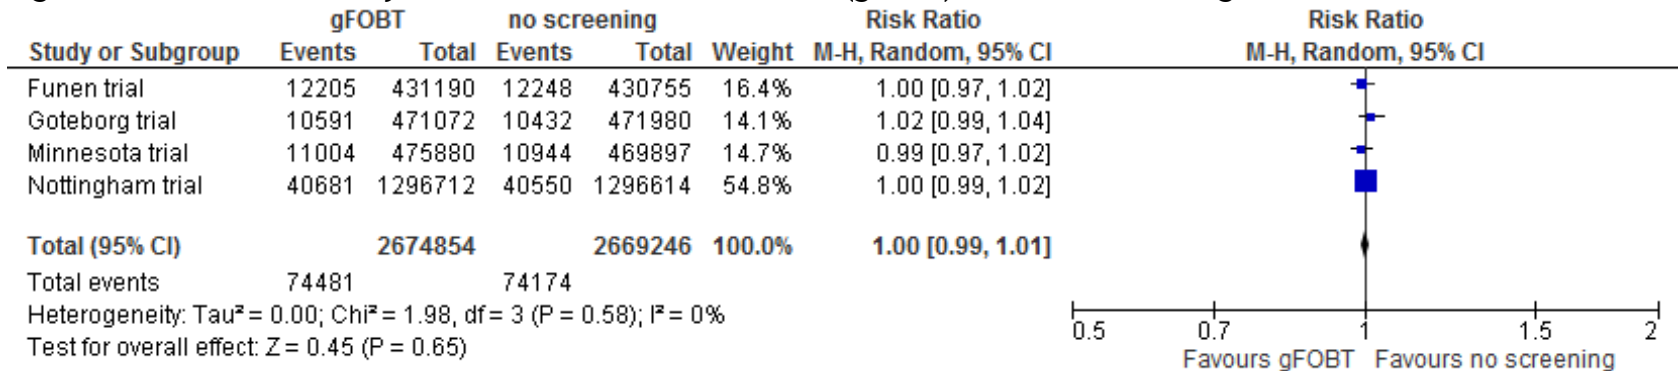 gFOBT no screening Risk Ratio Risk Ratio
Study or Subgroup Events Total Events Total Weight M-H, Random, 95% CI M-H, Random, 95% CI
Funen trial 12205 431190 12248 430755 16.4% 1.00 [0.97, 1.02]
Goteborg trial 10591 471072 10432 471980 14.1% 1.02 [0.99, 1.04]
Minnesota trial 11004 475880 10944 469897 14.7% 0.99 [0.97, 1.02]
Nottingham trial 40681 1296712 40550 1296614 54.8% 1.00 [0.99, 1.02]
Total (95% CI) 2674854 2669246 100.0% 1.00 [0.99, 1.01]
Total events 74481 74174
Heterogeneity: Tau² = 0.00; Chi² = 1.98, df = 3 (P = 0.58); I² = 0%
Test for overall effect: Z = 0.45 (P = 0.65)
0.5 0.7 1 1.5 2
Favours gFOBT Favours no screening